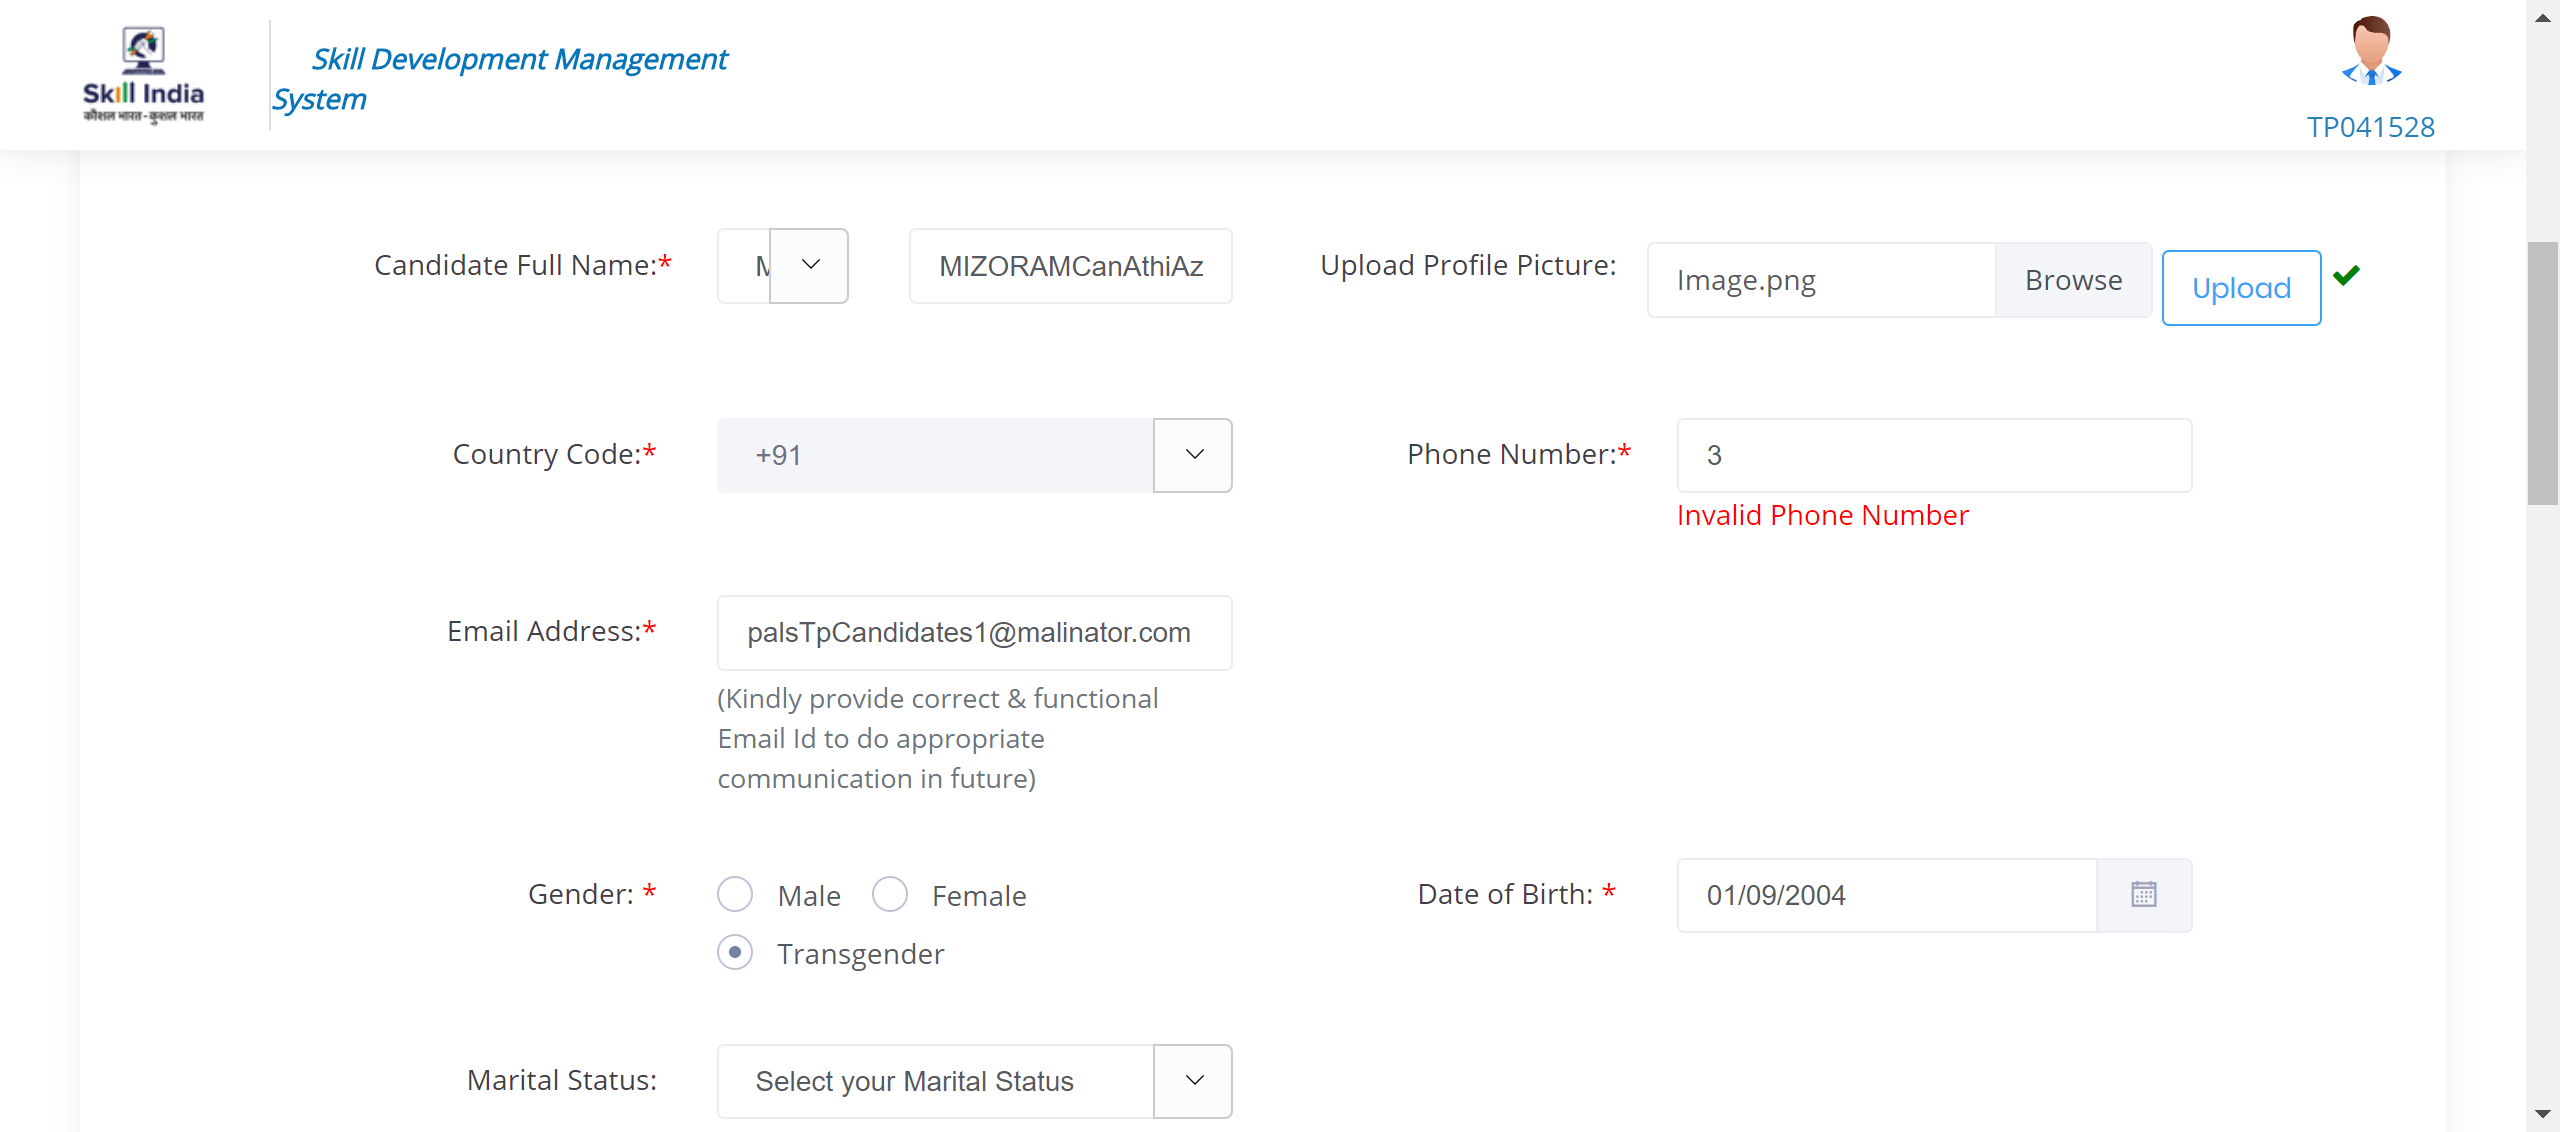 Skill India
कौशल भारत-कुशल भारत
Skill Development Management
System
TP041528
Candidate Full Name:*
MIZORAMCanAthiAz
Upload Profile Picture:
Image.png
Browse
Upload
Country Code:*
+91
Phone Number:*
3
Invalid Phone Number
Email Address:*
palsTpCandidates1@malinator.com
(Kindly provide correct & functional
Email Id to do appropriate
communication in future)
Gender: *
Male
Female
Transgender
Date of Birth: *
01/09/2004
Marital Status:
Select your Marital Status